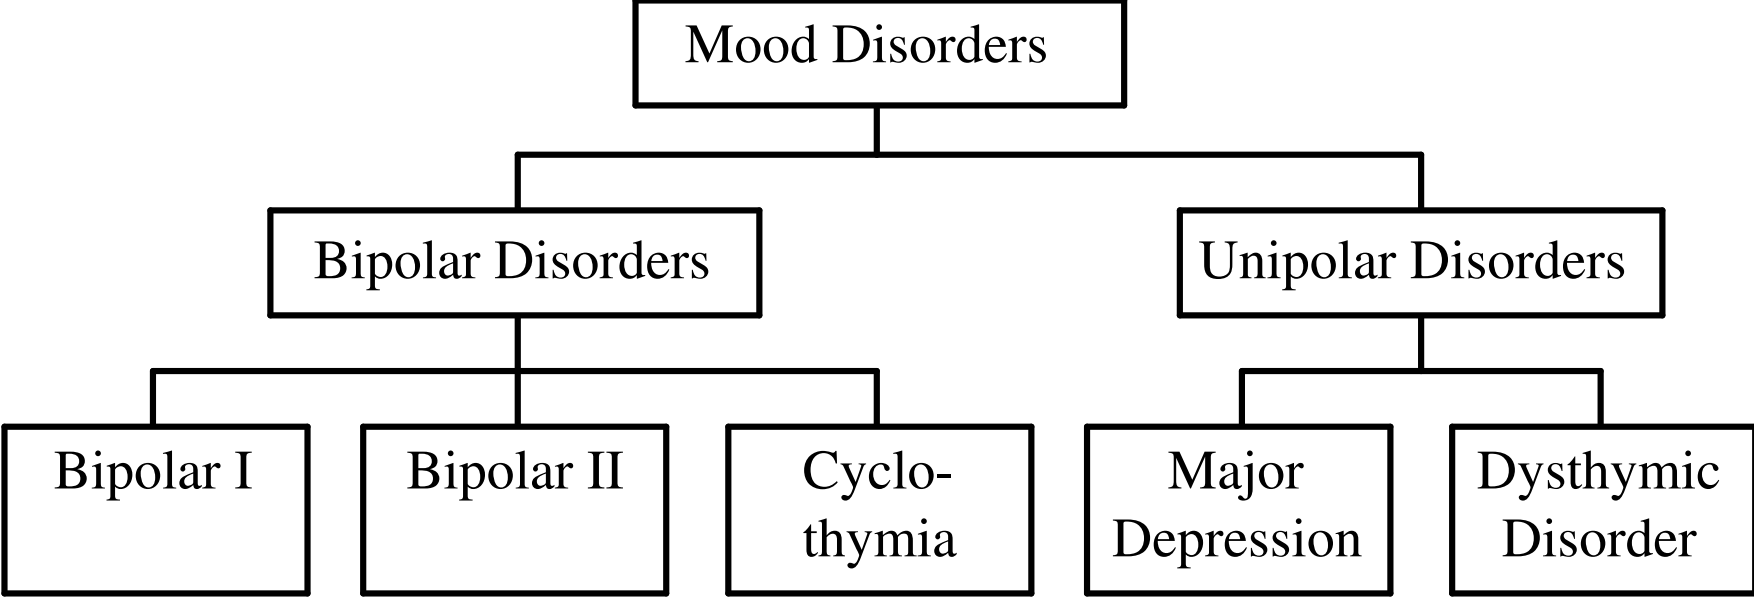 Mood Disorders
Bipolar Disorders
Unipolar Disorders
Bipolar I
Bipolar II
Cyclo-
thymia
Major
Depression
Dysthymic
Disorder